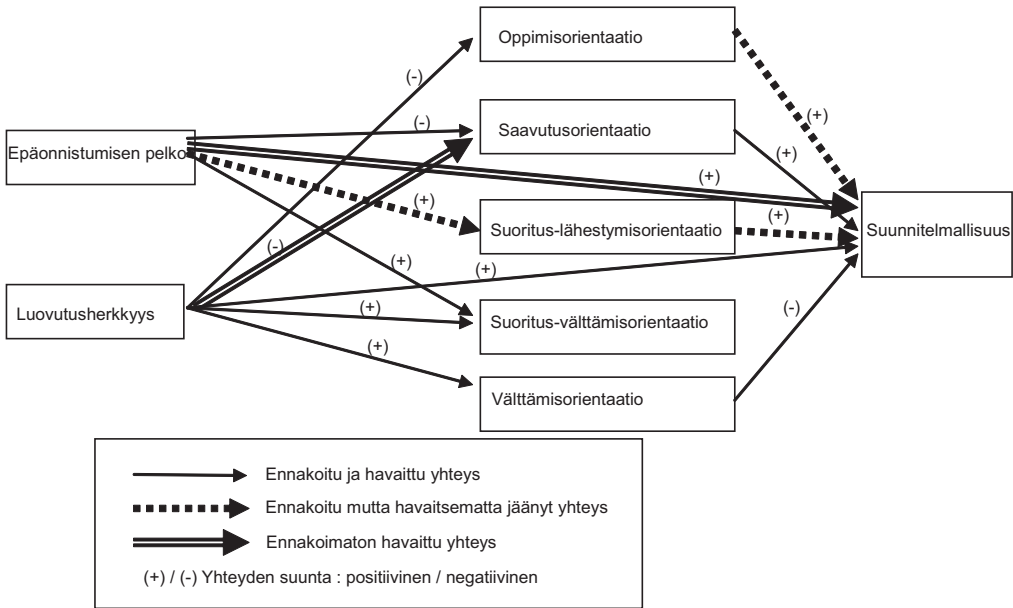 Oppimisorientaatio
(-)
(+)
Saavutusorientaatio
(-)
(+)
Epäonnistumisen pelko
(+)
(+)
(+)
Suoritus-lähestymisorientaatio
Suunnitelmallisuus
(-)
(+)
(+)
Luovutusherkkyys
(+)
Suoritus-välttämisorientaatio
(-)
(+)
Välttämisorientaatio
Ennakoitu ja havaittu yhteys
Ennakoitu mutta havaitsematta jäänyt yhteys
Ennakoimaton havaittu yhteys
(+) / (-) Yhteyden suunta : positiivinen / negatiivinen